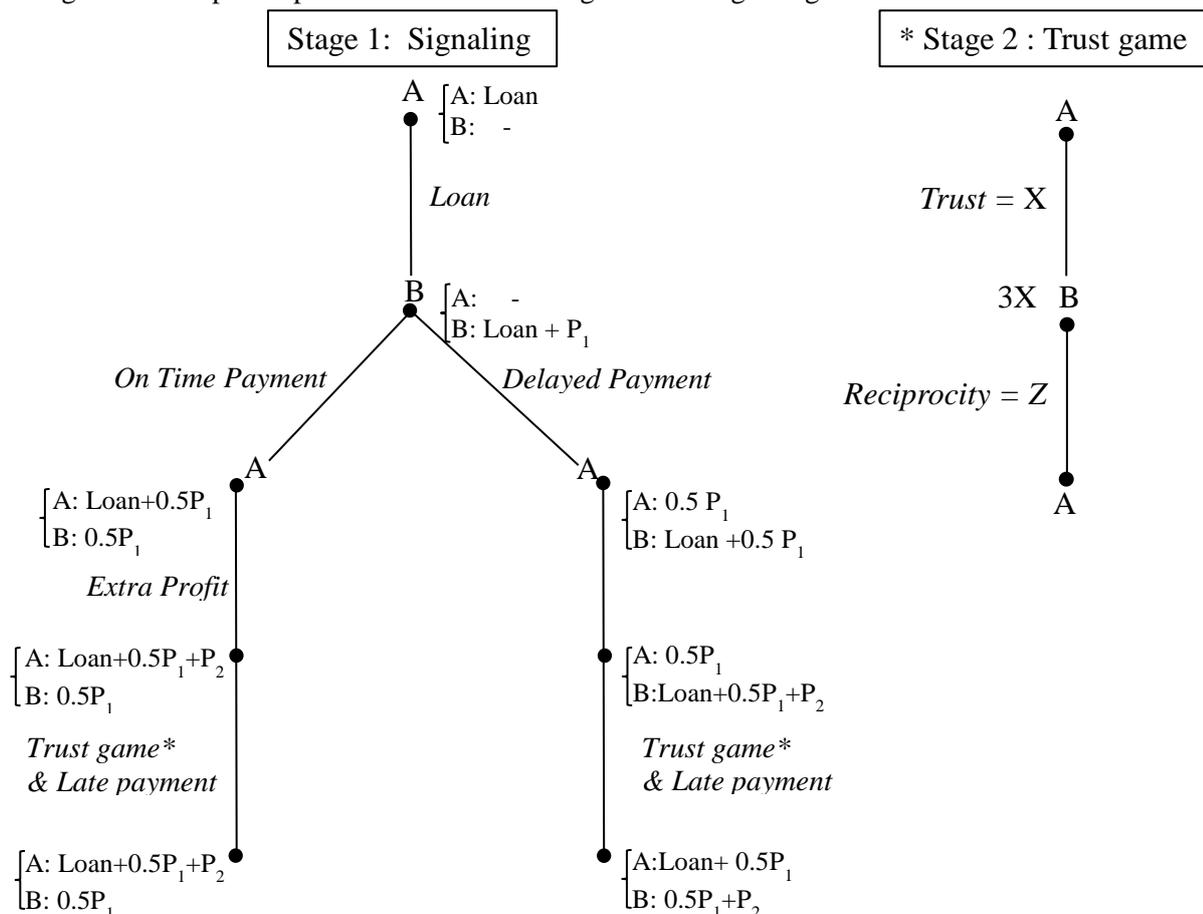 Stage 1: Signaling
* Stage 2 : Trust game
A
A: Loan
B: -
Loan
B
A: -
B: Loan + P1
On Time Payment
Delayed Payment
A
A: Loan+0.5P1
B: 0.5P1
Extra Profit
A: Loan+0.5P1+P2
B: 0.5P1
Trust game*
& Late payment
A: Loan+0.5P1+P2
B: 0.5P1
A
A: 0.5 P1
B: Loan +0.5 P1
A: 0.5P1
B:Loan+0.5P1+P2
Trust game*
& Late payment
A:Loan+ 0.5P1
B: 0.5P1+P2
A
Trust = X
3X B
Reciprocity = Z
A